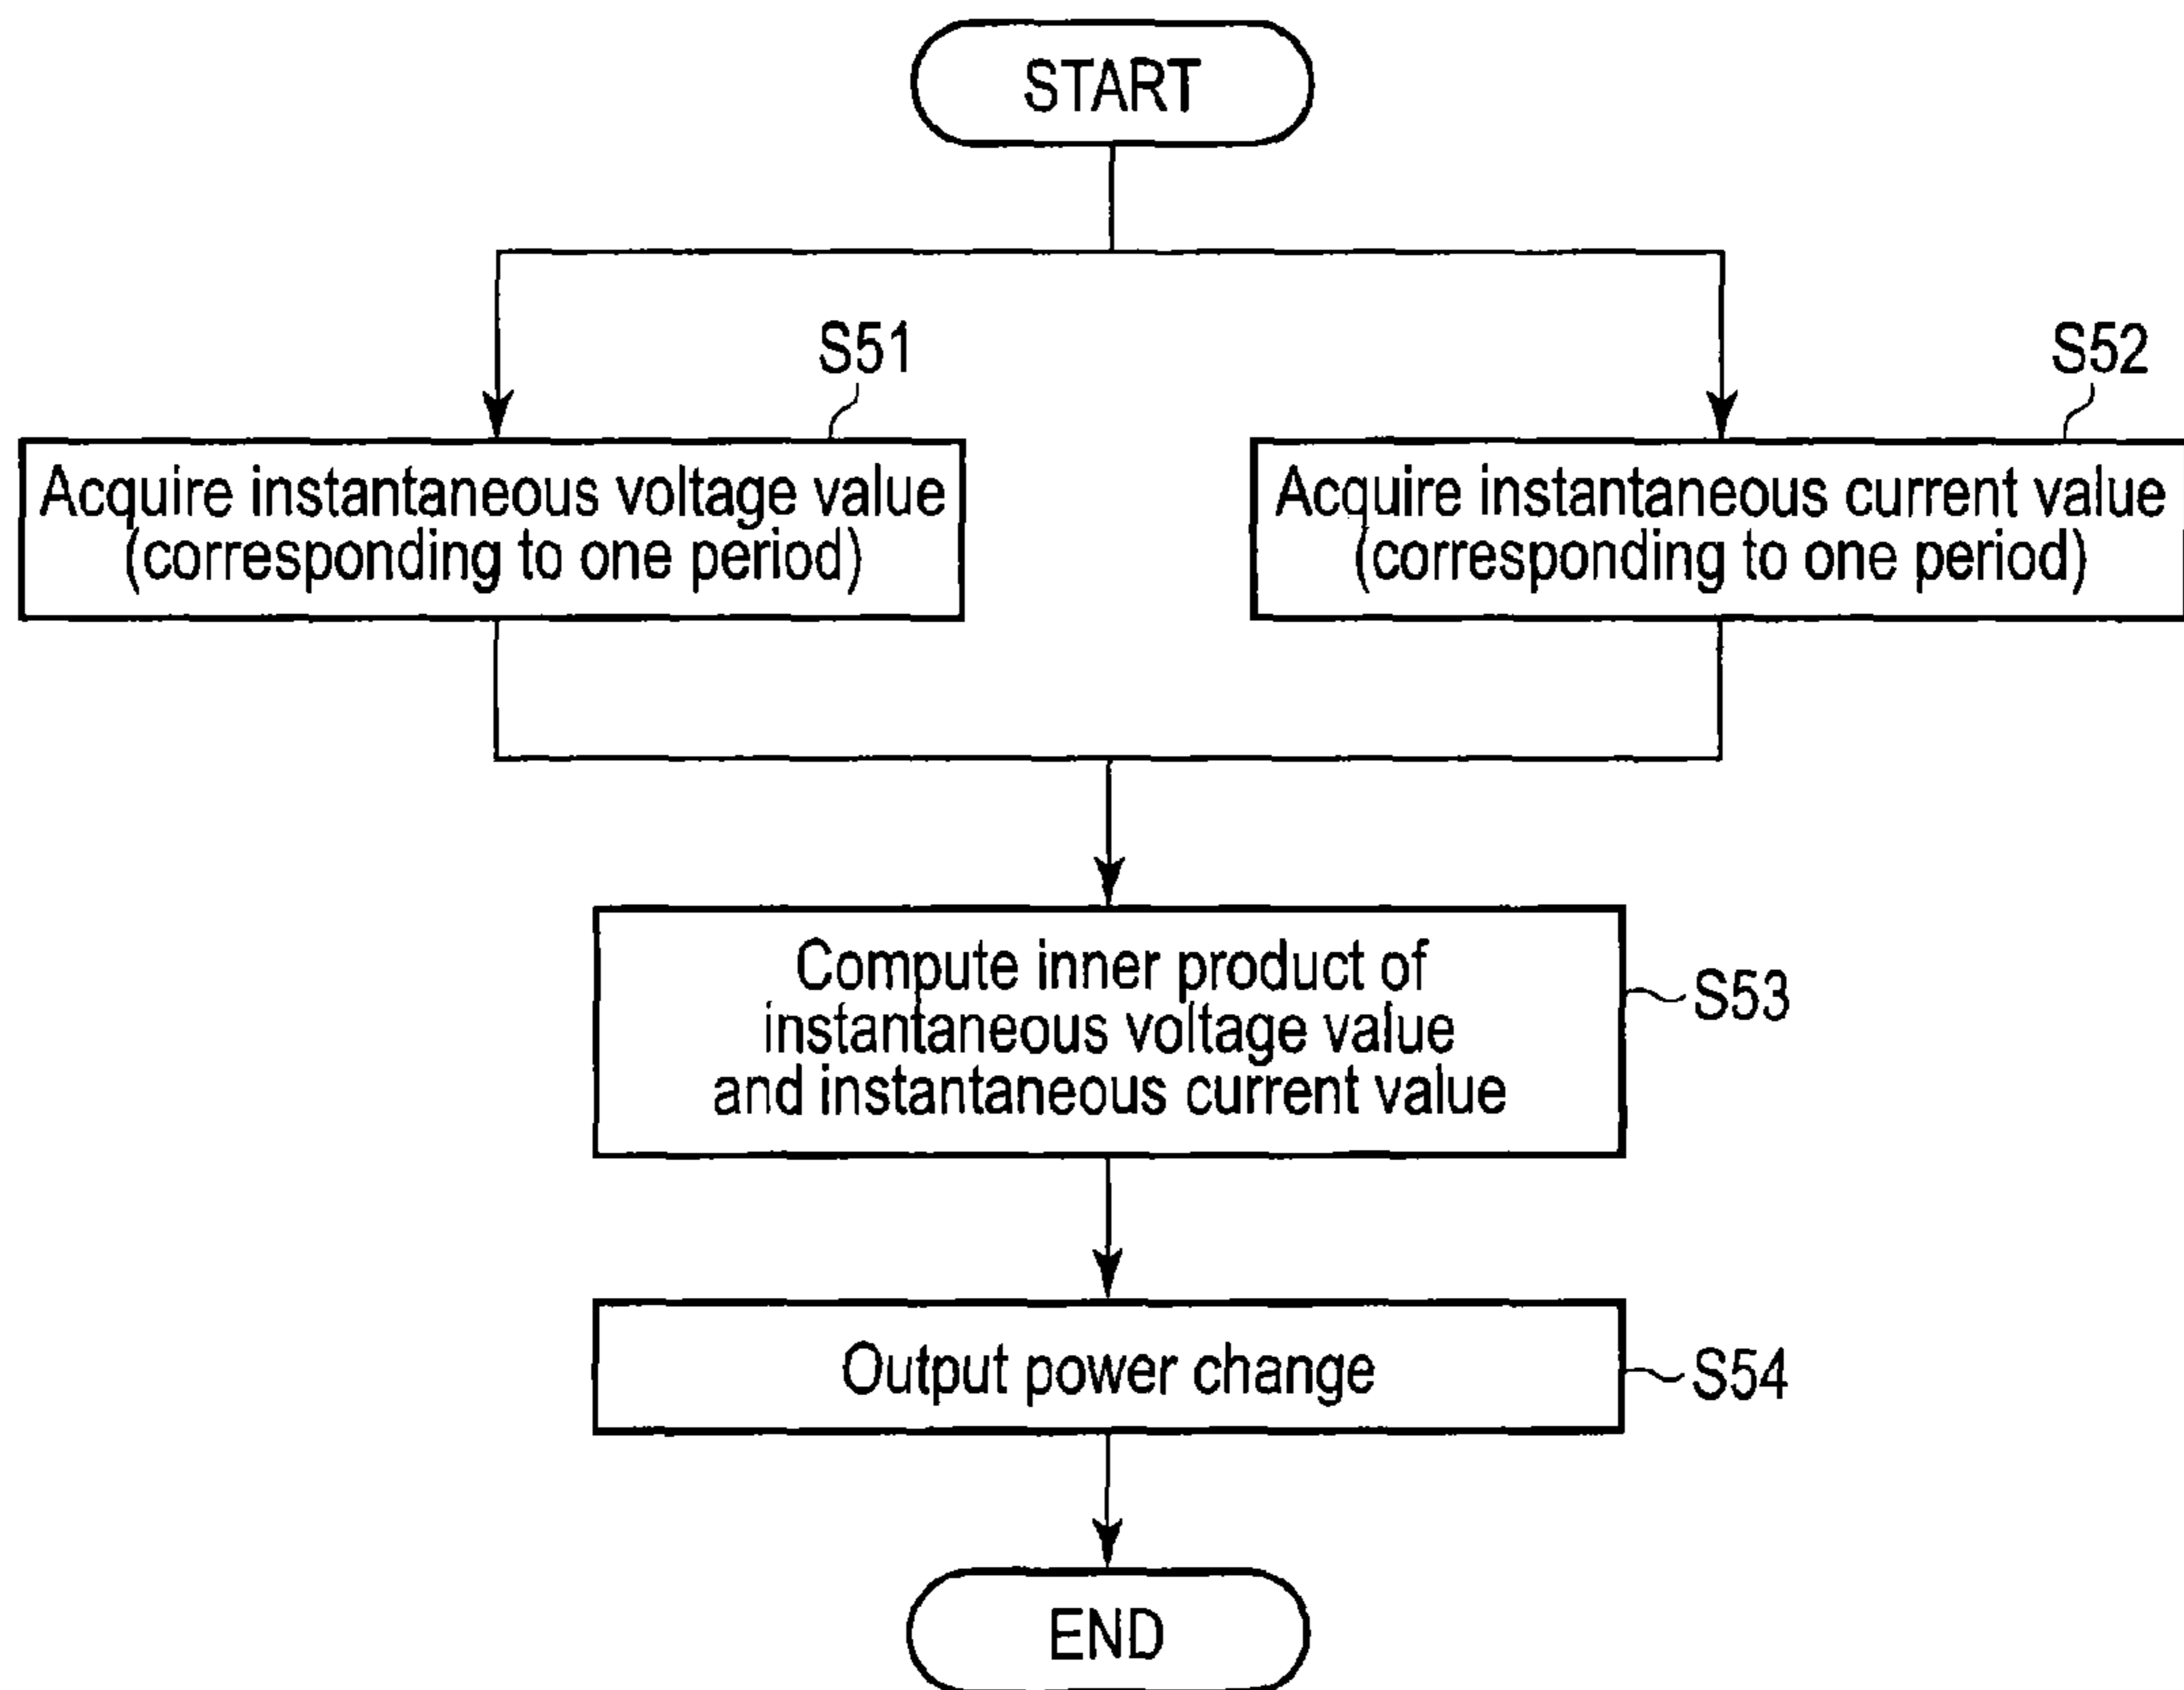 START
S51
S52
Acquire instantaneous voltage value
(corresponding to one period)
Acquire instantaneous current value
(corresponding to one period)
Compute inner product of
instantaneous voltage value
and instantaneous current value
S53
Output power change
S54
END